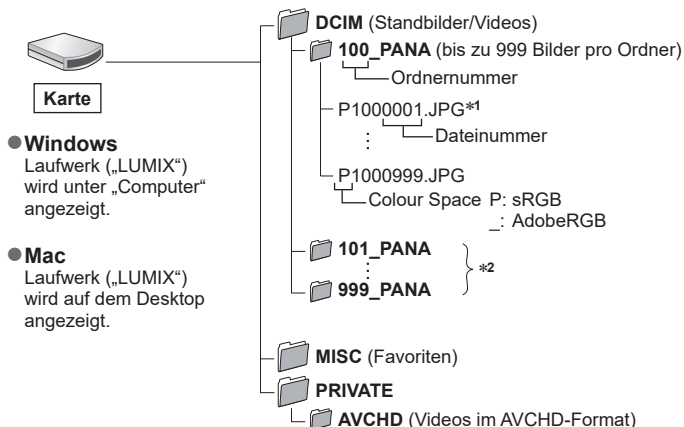 Karte
●Windows
Laufwerk („LUMIX“)
wird unter „Computer“
angezeigt.
●Mac
Laufwerk („LUMIX“)
wird auf dem Desktop
angezeigt.
DCIM (Standbilder/Videos)
100_PANA (bis zu 999 Bilder pro Ordner)
Ordnernummer
P1000001.JPG*1
Dateinummer
P1000999.JPG
Colour Space P: sRGB
_: AdobeRGB
101_PANA
*2
999_PANA
MISC (Favoriten)
PRIVATE
AVCHD (Videos im AVCHD-Format)